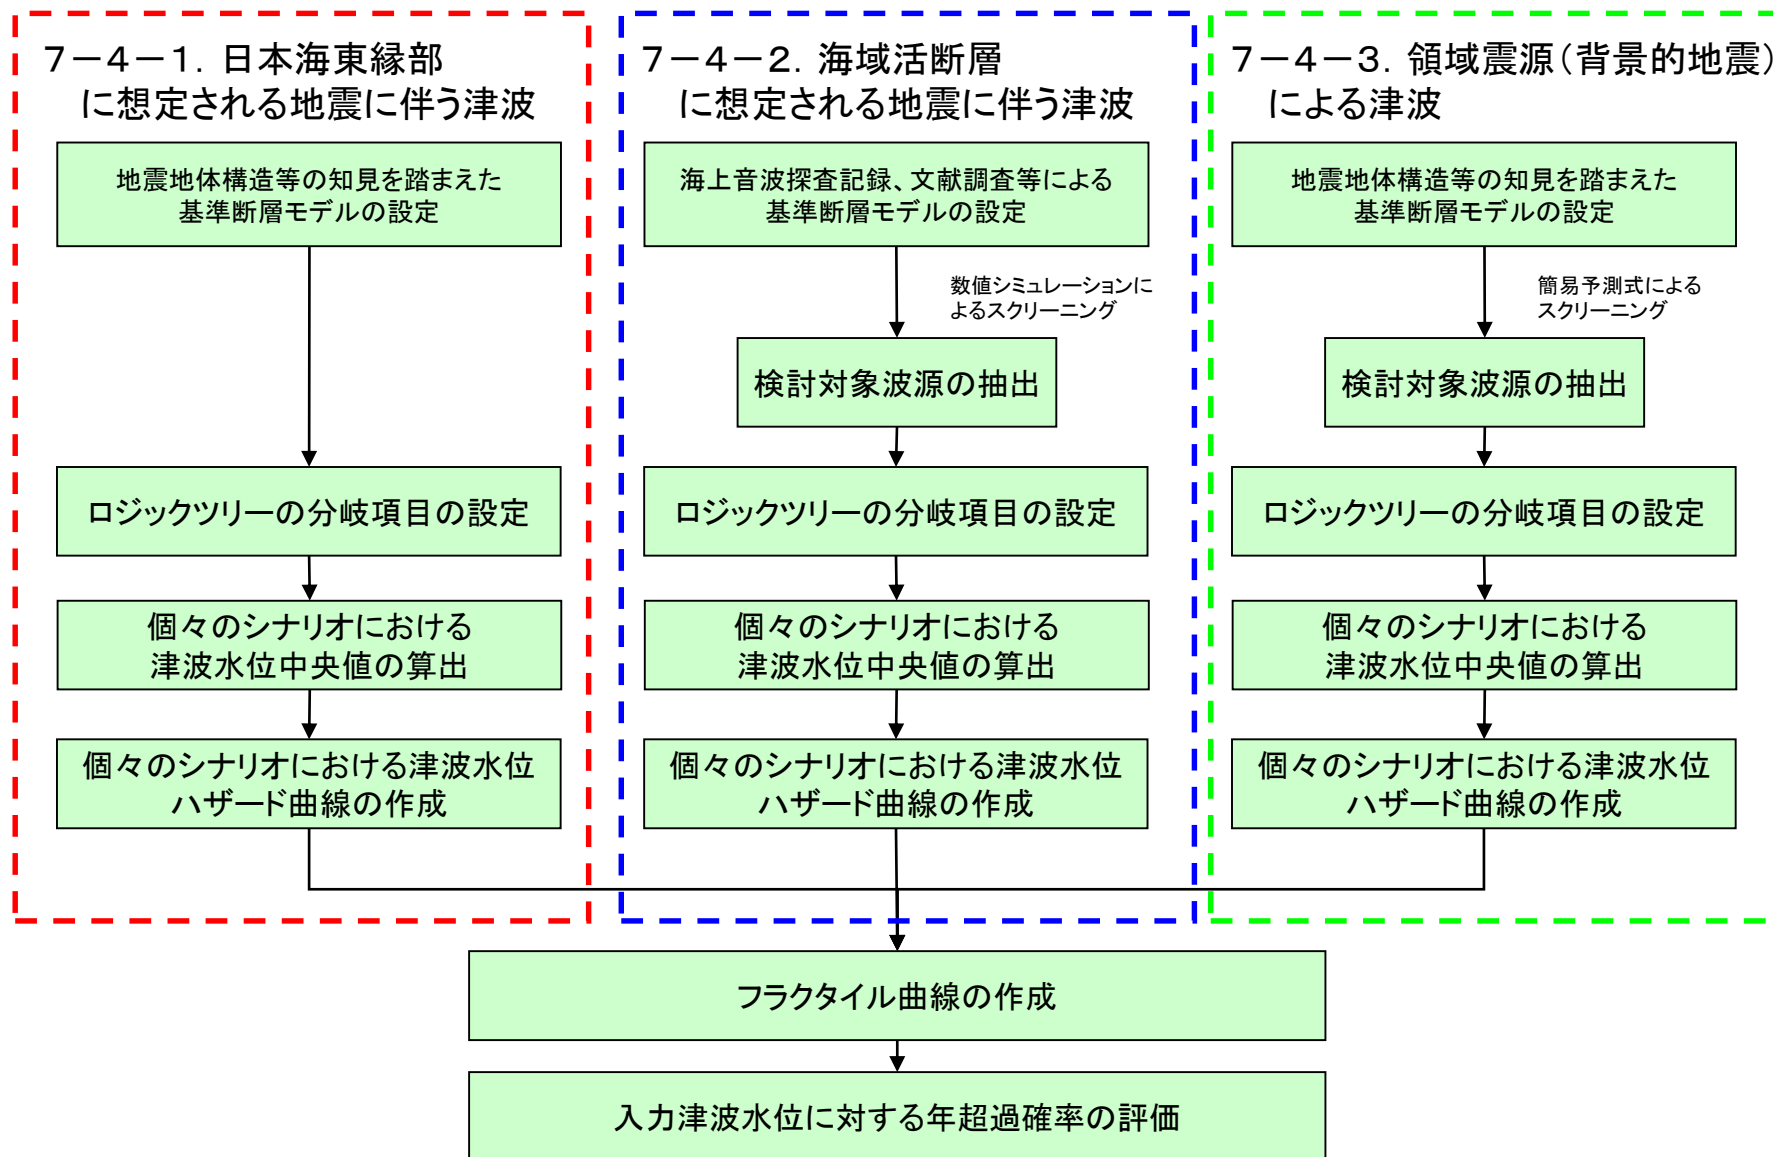 7-4-1. 日本海東縁部
に想定される地震に伴う津波
地震地体構造等の知見を踏まえた
基準断層モデルの設定
ロジックツリーの分岐項目の設定
個々のシナリオにおける
津波水位中央値の算出
個々のシナリオにおける津波水位
ハザード曲線の作成
7-4-2. 海域活断層
に想定される地震に伴う津波
海上音波探査記録、文献調査等による
基準断層モデルの設定
数値シミュレーションに
よるスクリーニング
検討対象波源の抽出
ロジックツリーの分岐項目の設定
個々のシナリオにおける
津波水位中央値の算出
個々のシナリオにおける津波水位
ハザード曲線の作成
7-4-3. 領域震源(背景的地震)
による津波
地震地体構造等の知見を踏まえた
基準断層モデルの設定
簡易予測式による
スクリーニング
検討対象波源の抽出
ロジックツリーの分岐項目の設定
個々のシナリオにおける
津波水位中央値の算出
個々のシナリオにおける津波水位
ハザード曲線の作成
フラクタイル曲線の作成
入力津波水位に対する年超過確率の評価